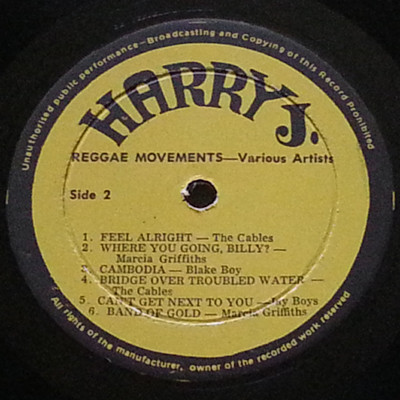 Unauthorised public performance—Broadcasting and Copying of this Record Prohibited
HARRY J.
REGGAE MOVEMENTS—Various Artists
Side 2
1. FEEL ALRIGHT — The Cables
2. WHERE YOU GOING, BILLY? —
Marcia Griffiths
3. CAMBODIA — Blake Boy
4. BRIDGE OVER TROUBLED WATER —
The Cables
5. CAN'T GET NEXT TO YOU — Jay Boys
6. BAND OF GOLD — Marcia Griffiths
All rights of the manufacturer, owner of the recorded work reserved